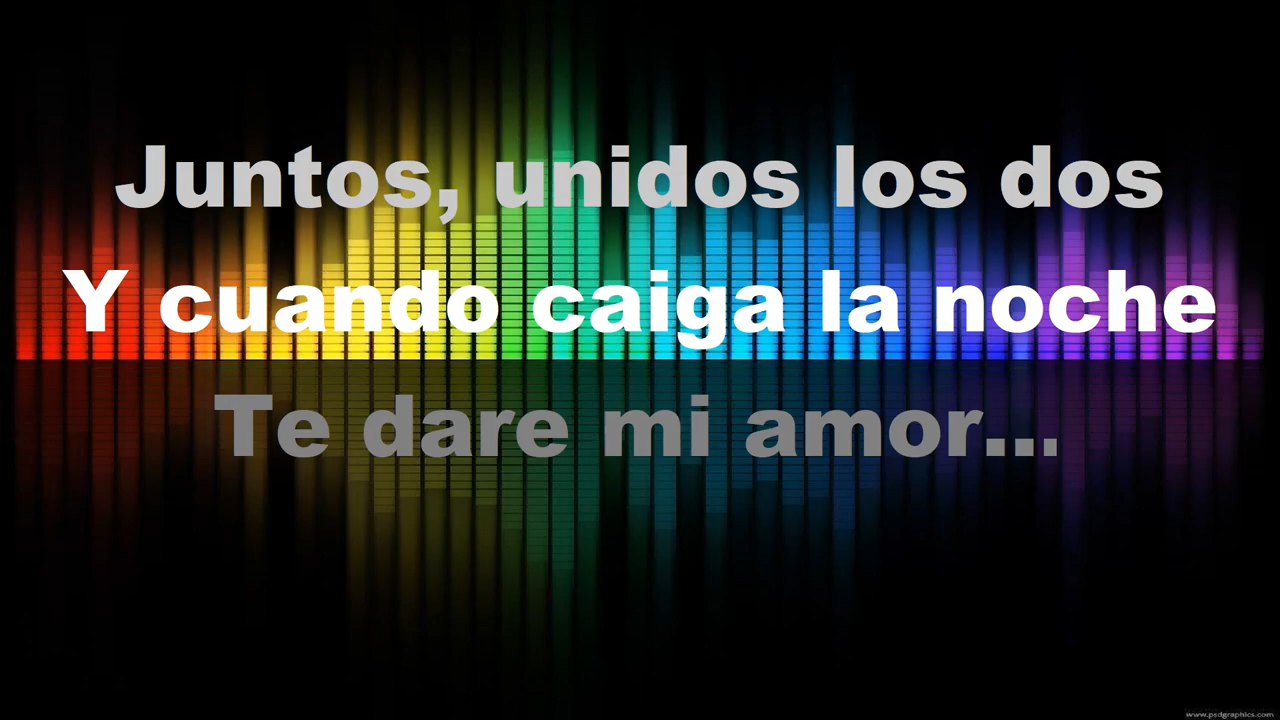 Juntos, unidos los dos
Y cuando caiga la noche
Te dare mi amor...
www.psdgraphics.com